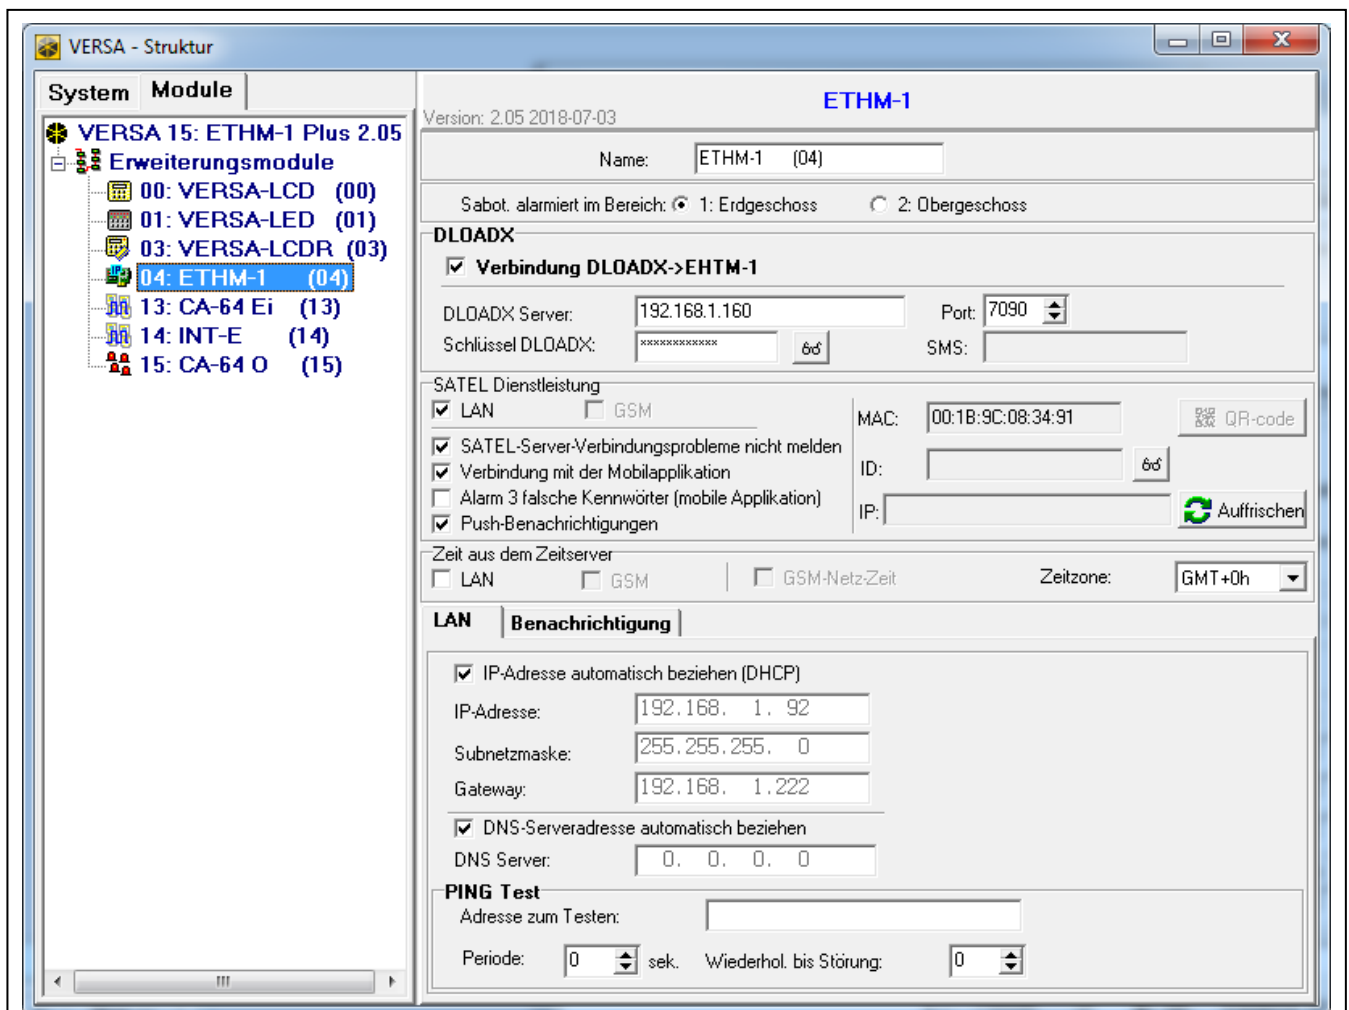 VERSA - Struktur
System Module
VERSA 15: ETHM-1 Plus 2.05
Erweiterungsmodule
00: VERSA-LCD (00)
01: VERSA-LED (01)
03: VERSA-LCDR (03)
04: ETHM-1 (04)
13: CA-64 Ei (13)
14: INT-E (14)
15: CA-64 O (15)
ETHM-1
Version: 2.05 2018-07-03
Name: ETHM-1 (04)
Sabot. alarmiert im Bereich: 1: Erdgeschoss 2: Obergeschoss
DLOADX
Verbindung DLOADX->EHTM-1
DLOADX Server: 192.168.1.160 Port: 7090
Schlüssel DLOADX: xxxxxxxxxxxx SMS:
SATEL Dienstleistung
LAN GSM
MAC: 00:1B:9C:08:34:91 QR-code
SATEL-Server-Verbindungsprobleme nicht melden
Verbindung mit der Mobilapplikation
ID:
Alarm 3 falsche Kennwörter (mobile Applikation)
Push-Benachrichtigungen
IP: Auffrischen
Zeit aus dem Zeitserver
LAN GSM GSM-Netz-Zeit Zeitzone: GMT+0h
LAN Benachrichtigung
IP-Adresse automatisch beziehen (DHCP)
IP-Adresse: 192.168. 1. 92
Subnetzmaske: 255.255.255. 0
Gateway: 192.168. 1.222
DNS-Serveradresse automatisch beziehen
DNS Server: 0. 0. 0. 0
PING Test
Adresse zum Testen:
Periode: 0 sek. Wiederhol. bis Störung: 0